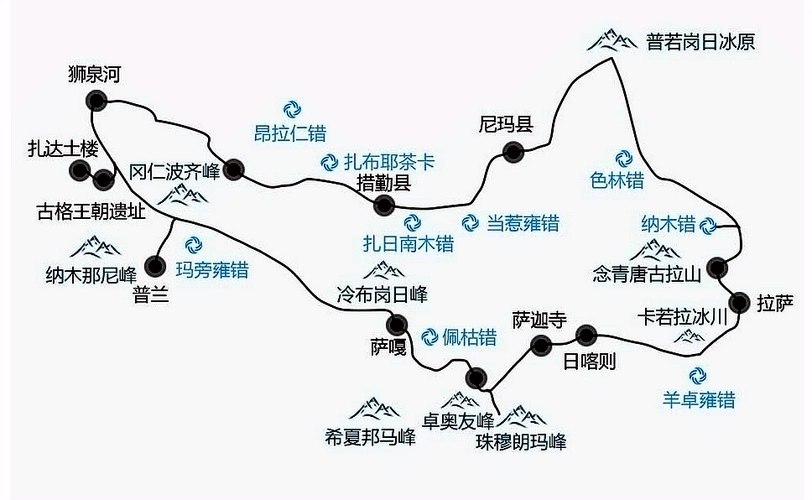 普若岗日冰原
狮泉河
昂拉仁错
尼玛县
扎达土楼
冈仁波齐峰
扎布耶茶卡
措勤县
色林错
古格王朝遗址
扎日南木错
当惹雍错
纳木错
纳木那尼峰
玛旁雍错
普兰
冷布岗日峰
念青唐古拉山
拉萨
萨嘎
佩枯错
萨迦寺
日喀则
卡若拉冰川
羊卓雍错
希夏邦马峰
卓奥友峰
珠穆朗玛峰